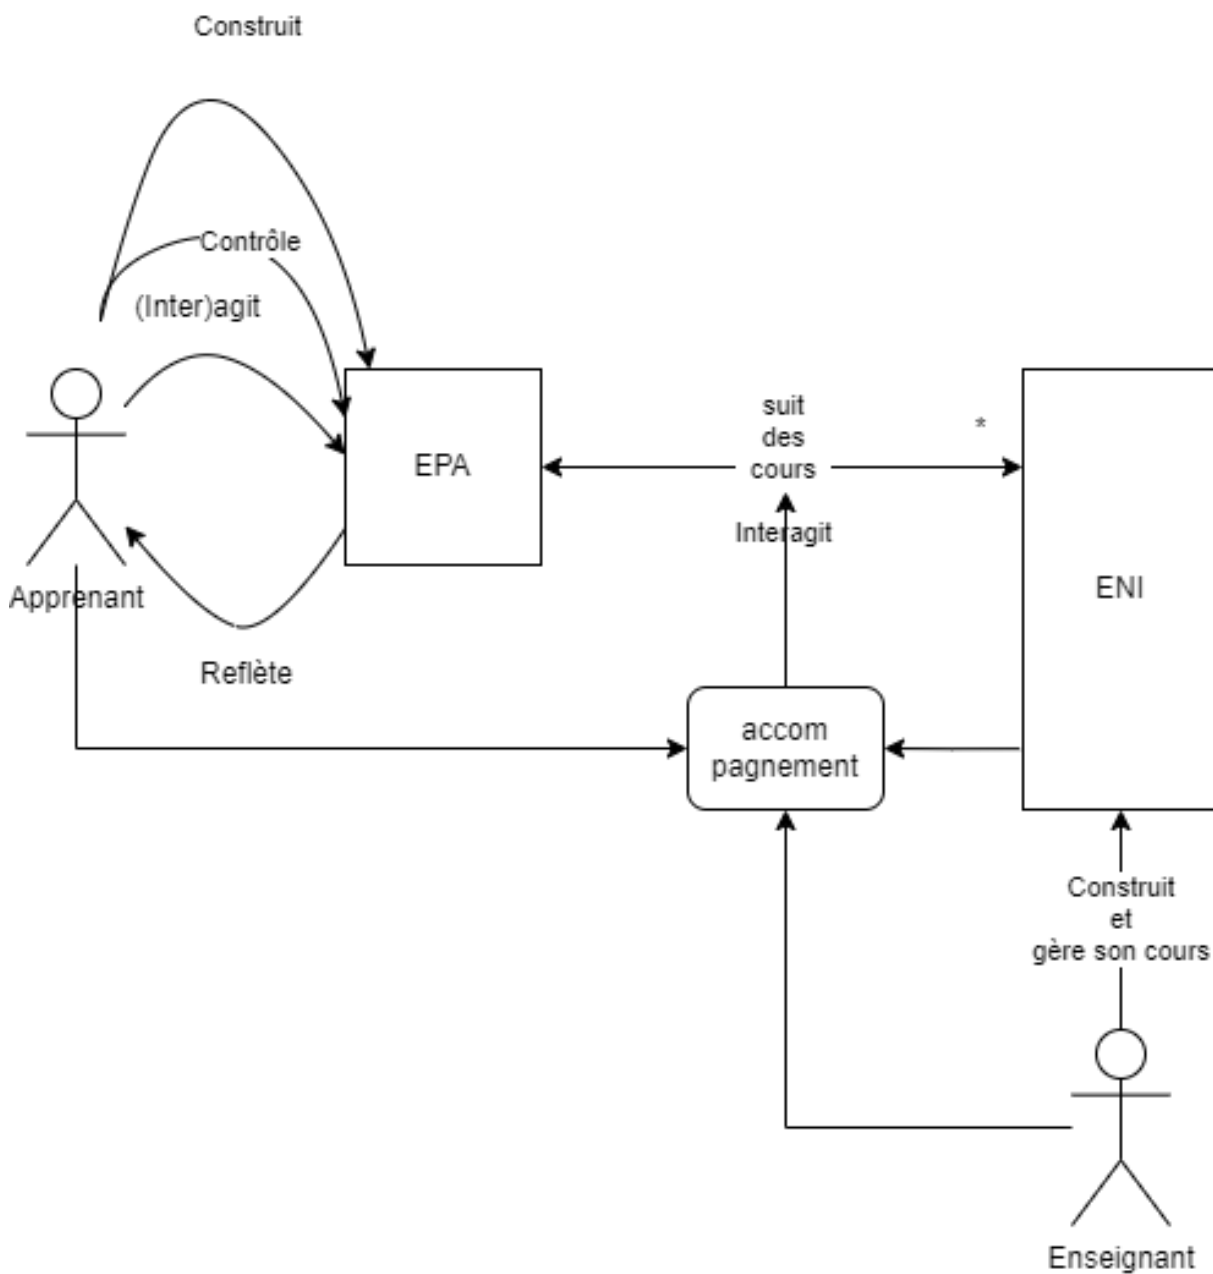 Construit
Contrôle
(Inter)agit
suit
des
cours
*
EPA
Interagit
ENI
Apprenant
Reflète
accom
pagnement
Construit
et
gère son cours
Enseignant